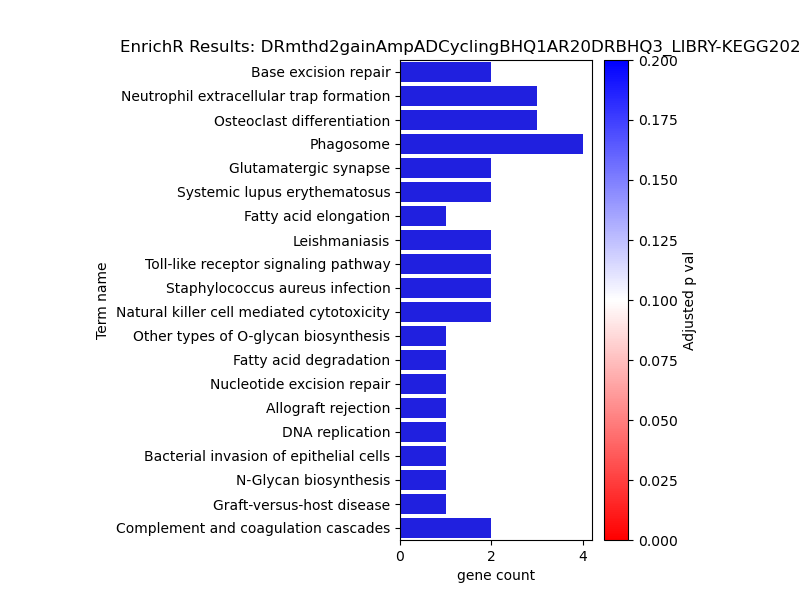 EnrichR Results: DRmthd2gainAmpADCyclingBHQ1AR20DRBHQ3_LIBRY-KEGG202
Base excision repair
Neutrophil extracellular trap formation
Osteoclast differentiation
Phagosome
Glutamatergic synapse
Systemic lupus erythematosus
Fatty acid elongation
Leishmaniasis
Toll-like receptor signaling pathway
Staphylococcus aureus infection
Natural killer cell mediated cytotoxicity
Other types of O-glycan biosynthesis
Fatty acid degradation
Nucleotide excision repair
Allograft rejection
DNA replication
Bacterial invasion of epithelial cells
N-Glycan biosynthesis
Graft-versus-host disease
Complement and coagulation cascades
Term name
0 2 4
gene count
0.200
0.175
0.150
0.125
0.100
0.075
0.050
0.025
0.000
Adjusted p val